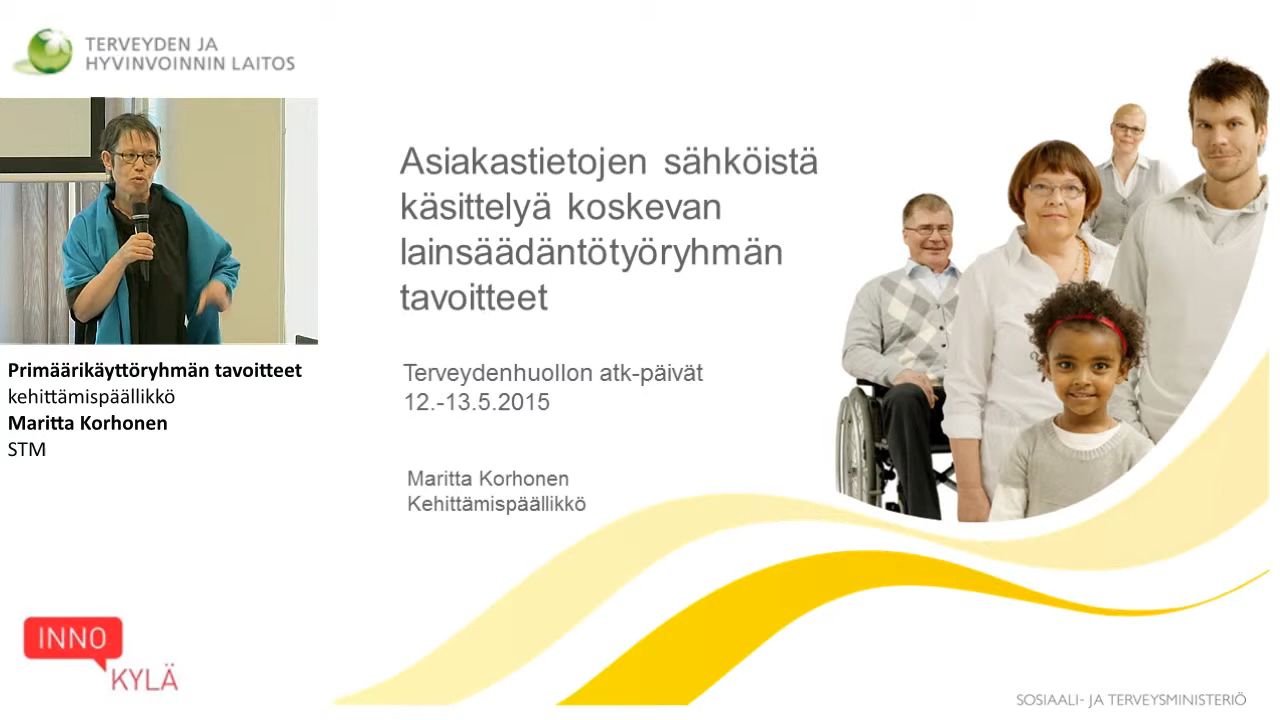 TERVEYDEN JA
HYVINVOINNIN LAITOS
Primäärikäyttöryhmän tavoitteet
kehittämispäällikkö
Maritta Korhonen
STM
INNO
KYLÄ
Asiakastietojen sähköistä
käsittelyä koskevan
lainsäädäntötyöryhmän
tavoitteet
Terveydenhuollon atk-päivät
12.-13.5.2015
Maritta Korhonen
Kehittämispäällikkö
SOSIAALI- JA TERVEYSMINISTERIÖ